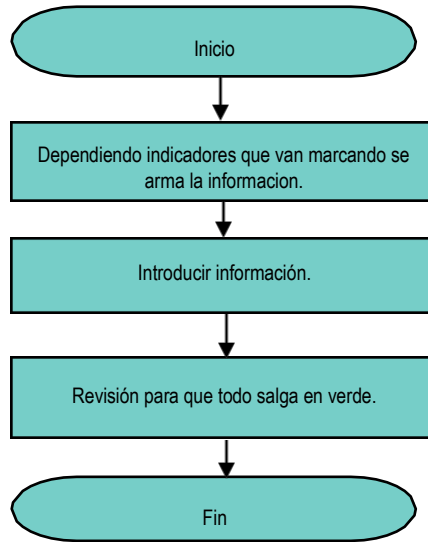 Inicio
Dependiendo indicadores que van marcando se
arma la informacion.
Introducir información.
Revisión para que todo salga en verde.
Fin